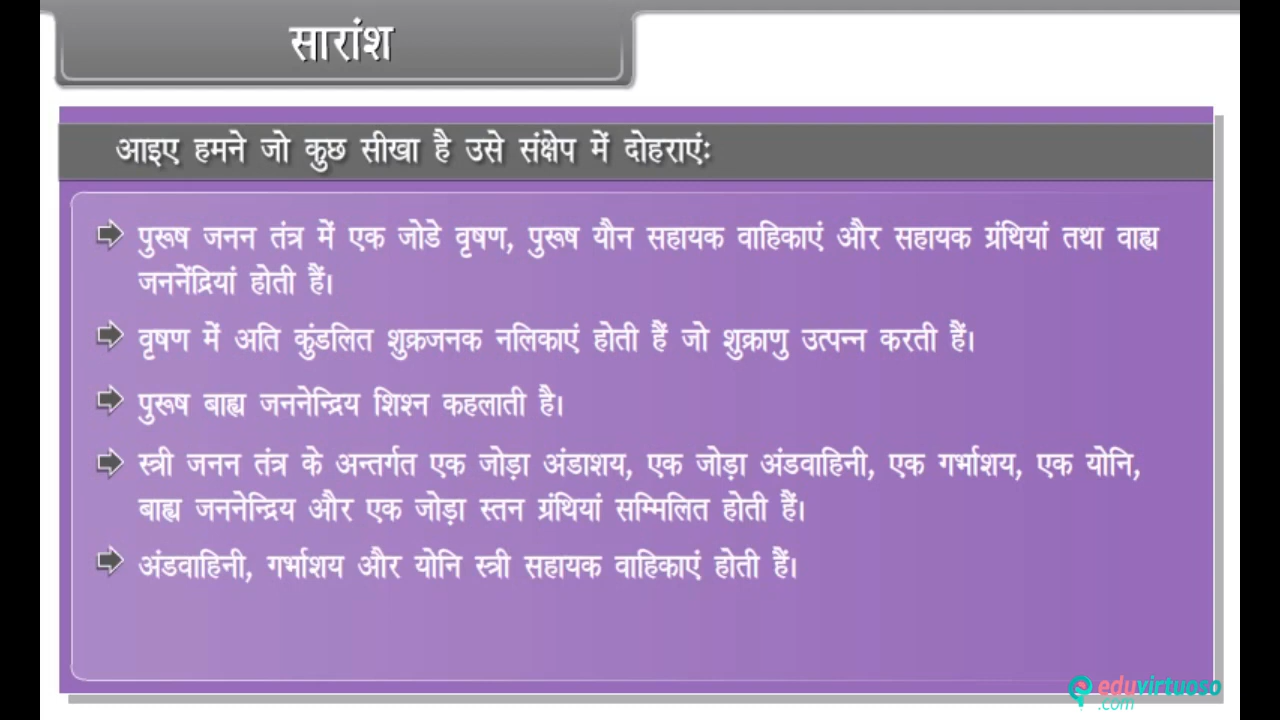 सारांश
आइए हमने जो कुछ सीखा है उसे संक्षेप में दोहराएंः
पुरूष जनन तंत्र में एक जोडे वृषण, पुरूष यौन सहायक वाहिकाएं और सहायक ग्रंथियां तथा वाह्य
जननेंद्रियां होती हैं।
वृषण में अति कुंडलित शुक्रजनक नलिकाएं होती हैं जो शुक्राणु उत्पन्न करती हैं।
पुरूष बाह्य जननेन्द्रिय शिश्न कहलाती है।
स्त्री जनन तंत्र के अन्तर्गत एक जोड़ा अंडाशय, एक जोड़ा अंडवाहिनी, एक गर्भाशय, एक योनि,
बाह्य जननेन्द्रिय और एक जोड़ा स्तन ग्रंथियां सम्मिलित होती हैं।
अंडवाहिनी, गर्भाशय और योनि स्त्री सहायक वाहिकाएं होती हैं।
eduvirtuoso
.com